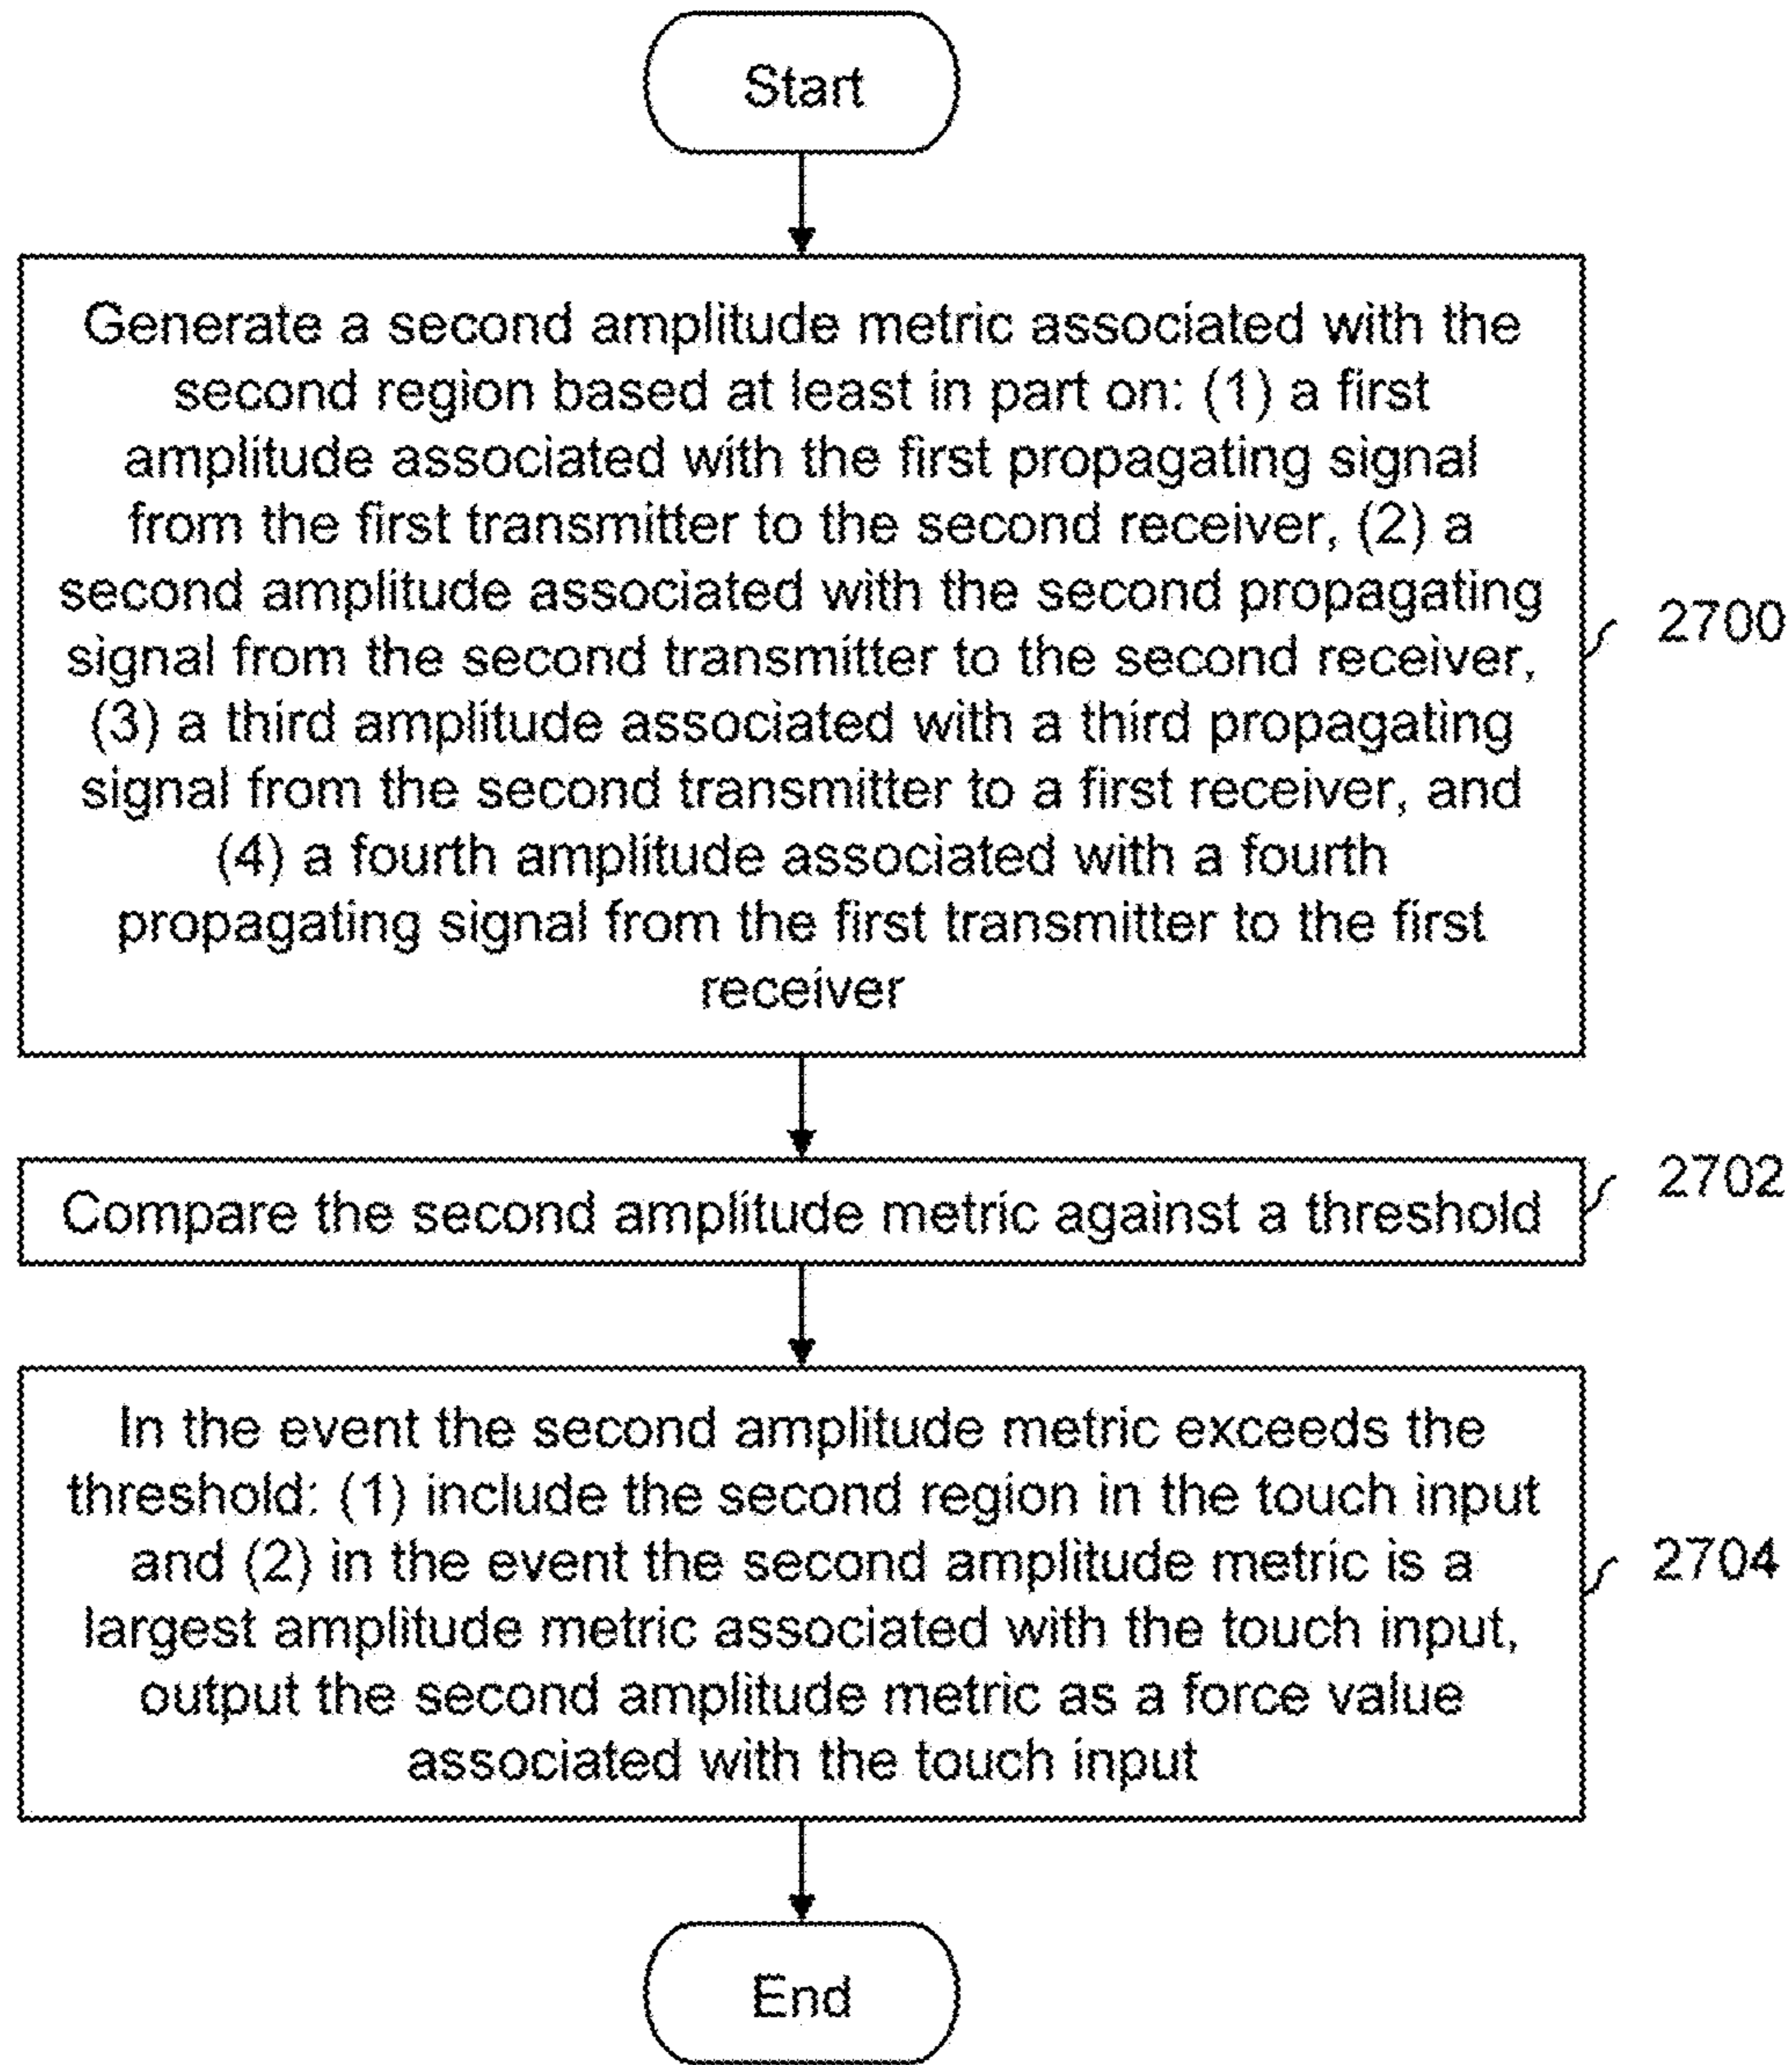 Start
Generate a second amplitude metric associated with the
second region based at least in part on: (1) a first
amplitude associated with the first propagating signal
from the first transmitter to the second receiver, (2) a
second amplitude associated with the second propagating
signal from the second transmitter to the second receiver,
(3) a third amplitude associated with a third propagating
signal from the second transmitter to a first receiver, and
(4) a fourth amplitude associated with a fourth
propagating signal from the first transmitter to the first
receiver
2700
Compare the second amplitude metric against a threshold
2702
In the event the second amplitude metric exceeds the
threshold: (1) include the second region in the touch input
and (2) in the event the second amplitude metric is a
largest amplitude metric associated with the touch input,
output the second amplitude metric as a force value
associated with the touch input
2704
End